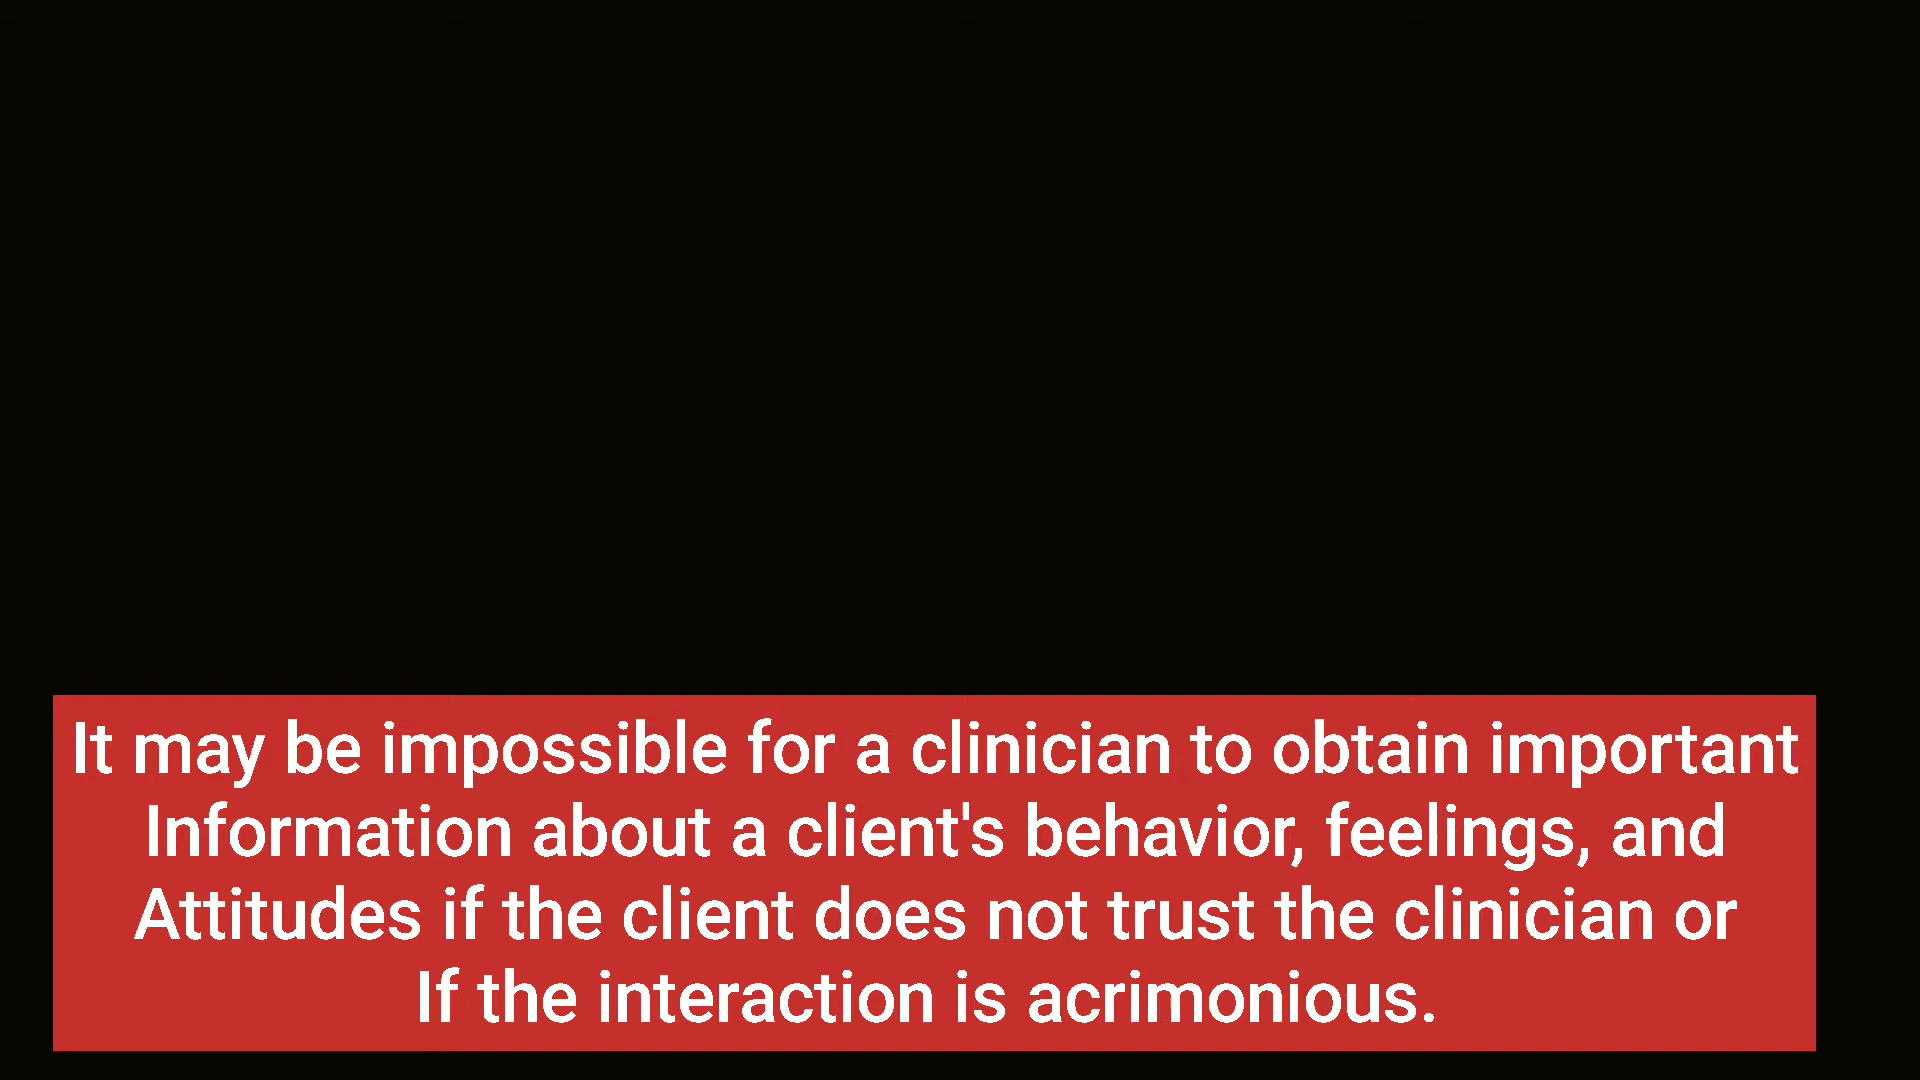 It may be impossible for a clinician to obtain important
Information about a client's behavior, feelings, and
Attitudes if the client does not trust the clinician or
If the interaction is acrimonious.